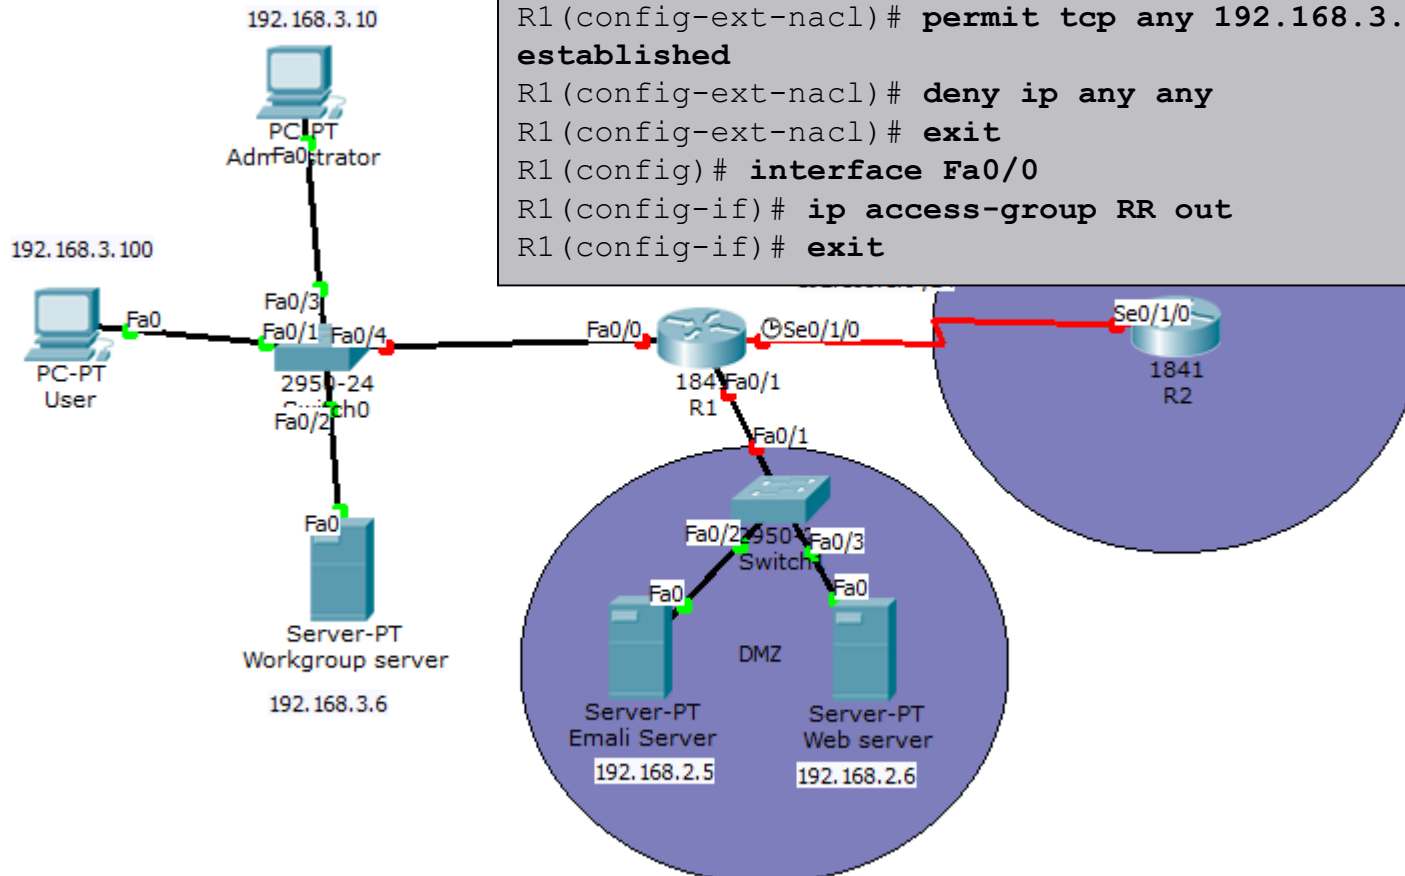 192.168.3.10
R1(config-ext-nacl)# permit tcp any 192.168.3.
established
R1(config-ext-nacl)# deny ip any any
R1(config-ext-nacl)# exit
R1(config)# interface Fa0/0
R1(config-if)# ip access-group RR out
R1(config-if)# exit
PC-PT
Fa0
192.168.3.100
Fa0
Fa0/3
Fa0/1
Fa0/4
PC-PT
User
2950-24
Fa0/2
Fa0/0
Se0/1/0
Fa0/1
R1
Se0/1/0
1841
R2
Fa0/1
Fa0
Server-PT
Workgroup server
192.168.3.6
Fa0/2
Fa0/3
Fa0
Fa0
DMZ
Server-PT
Emali Server
192.168.2.5
Server-PT
Web server
192.168.2.6